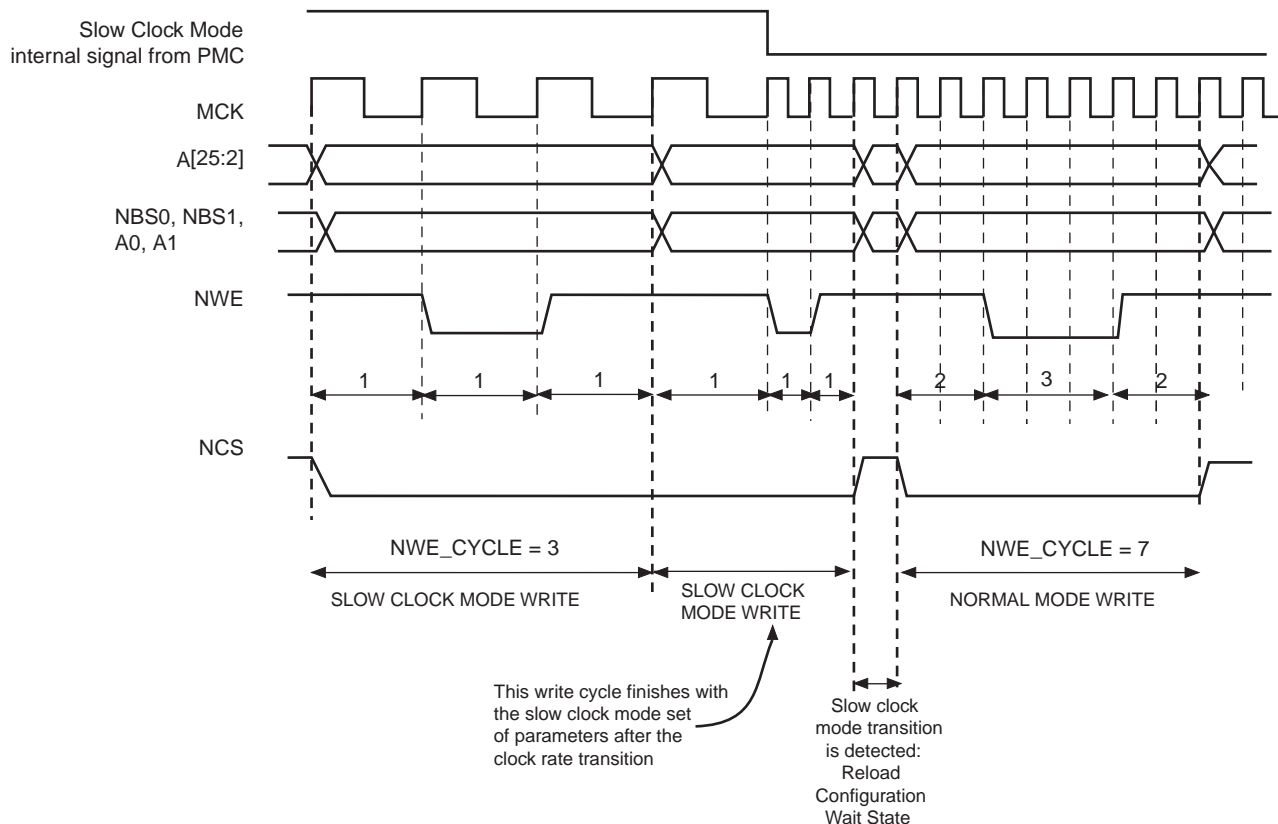 Slow Clock Mode
internal signal from PMC
MCK
A[25:2]
NBS0, NBS1,
A0, A1
NWE
1 1 1 1 1 1 2 3 2
NCS
NWE_CYCLE = 3
NWE_CYCLE = 7
SLOW CLOCK MODE WRITE
SLOW CLOCK
MODE WRITE
NORMAL MODE WRITE
This write cycle finishes with
the slow clock mode set
of parameters after the
clock rate transition
Slow clock
mode transition
is detected:
Reload
Configuration
Wait State